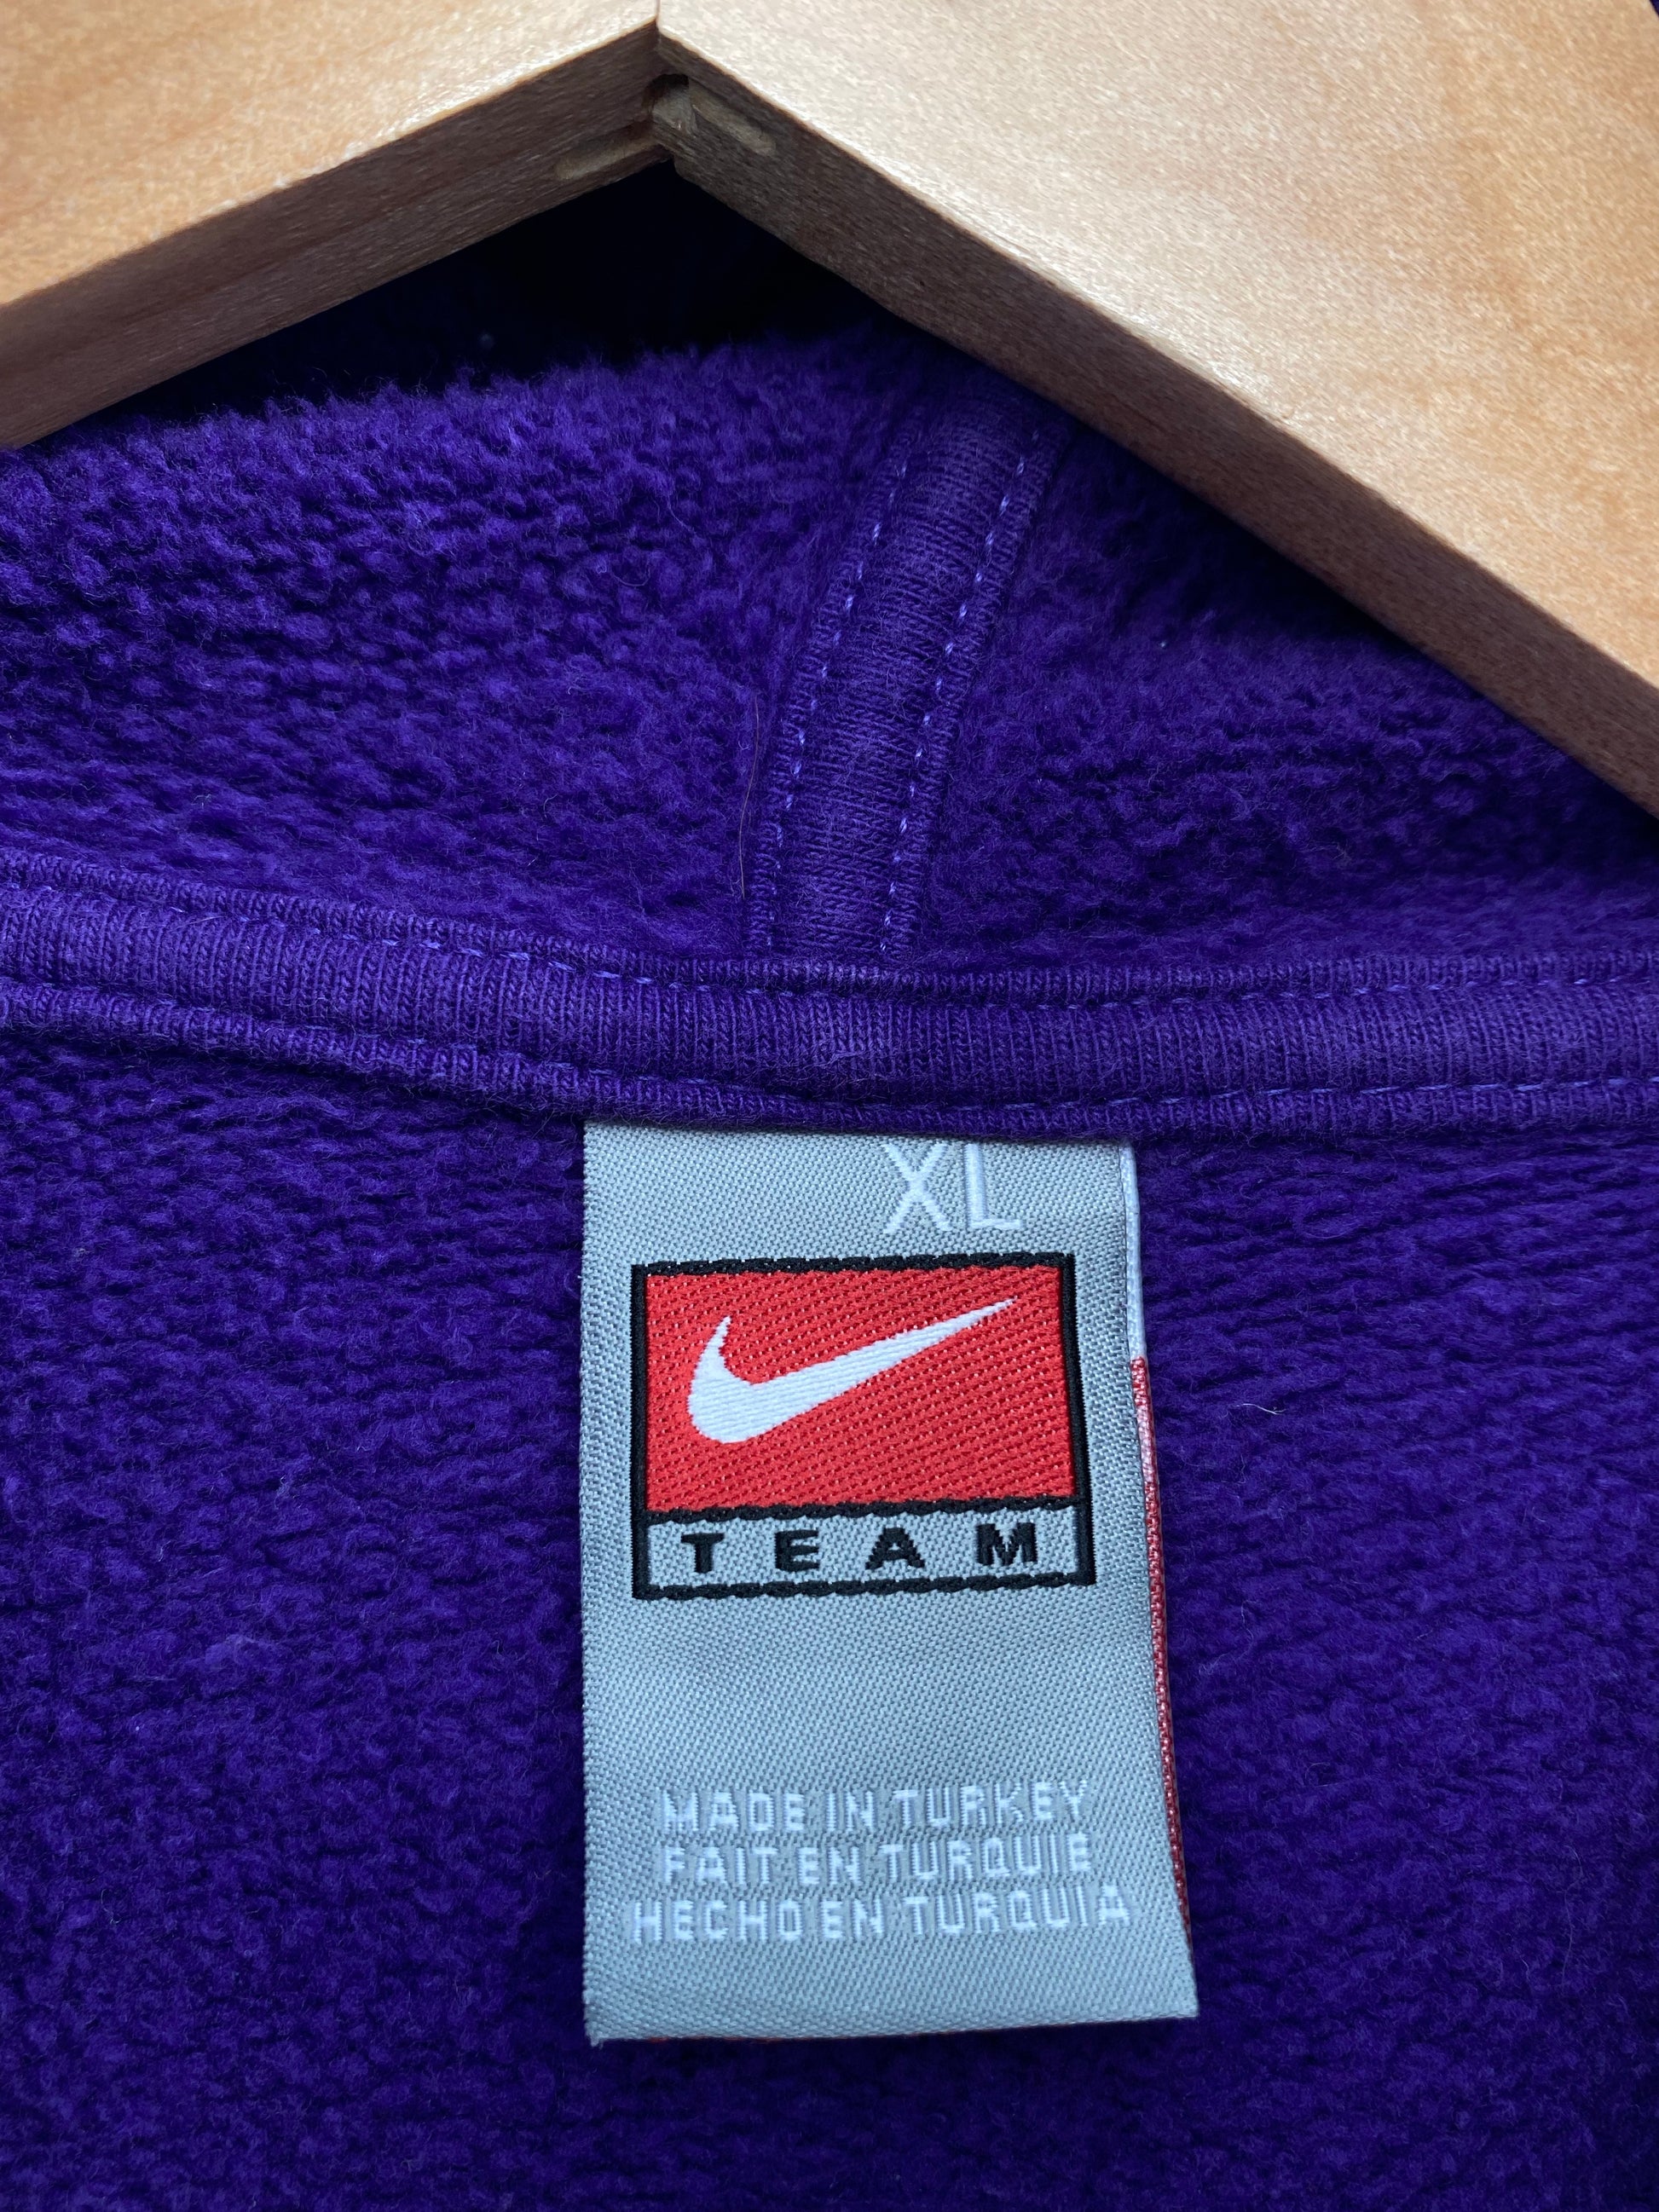 XL
TEAM
MADE IN TURKEY
FAIT EN TURQUIE
HECHO EN TURQUIA